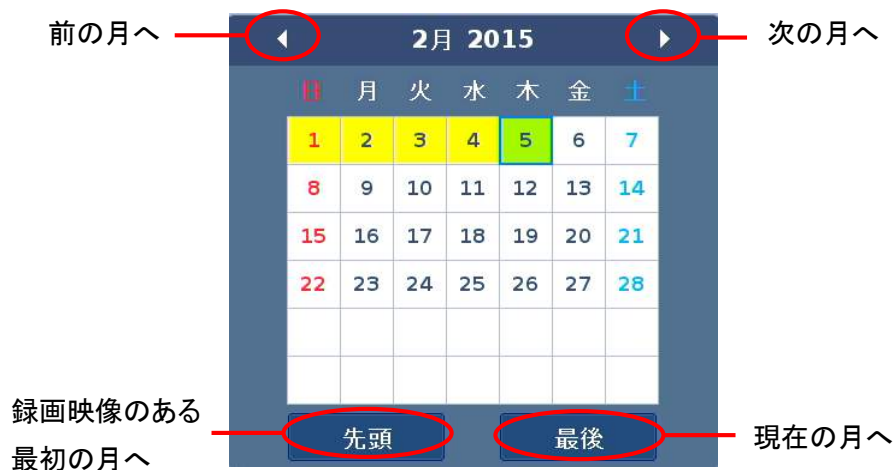 前の月へ
2月 2015
次の月へ
日 月 火 水 木 金 土
1 2 3 4 5 6 7
8 9 10 11 12 13 14
15 16 17 18 19 20 21
22 23 24 25 26 27 28
録画映像のある
最初の月へ
先頭
最後
現在の月へ